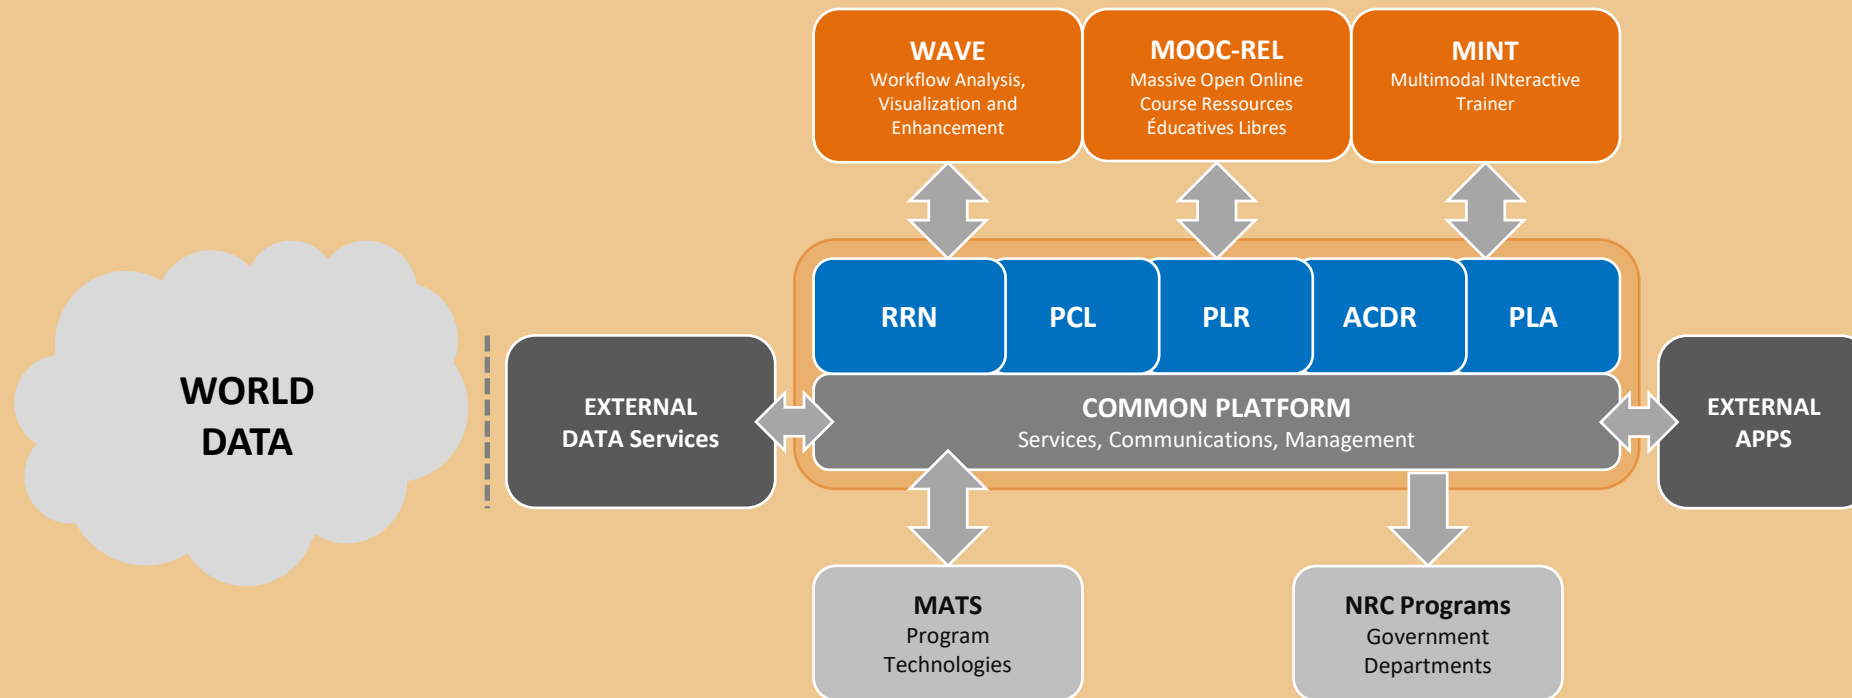 WAVE
Workflow Analysis,
Visualization and
Enhancement
MOOC-REL
Massive Open Online
Course Ressources
Éducatives Libres
MINT
Multimodal INteractive
Trainer
RRN
PCL
PLR
ACDR
PLA
WORLD
DATA
EXTERNAL
DATA Services
COMMON PLATFORM
Services, Communications, Management
EXTERNAL
APPS
MATS
Program
Technologies
NRC Programs
Government
Departments